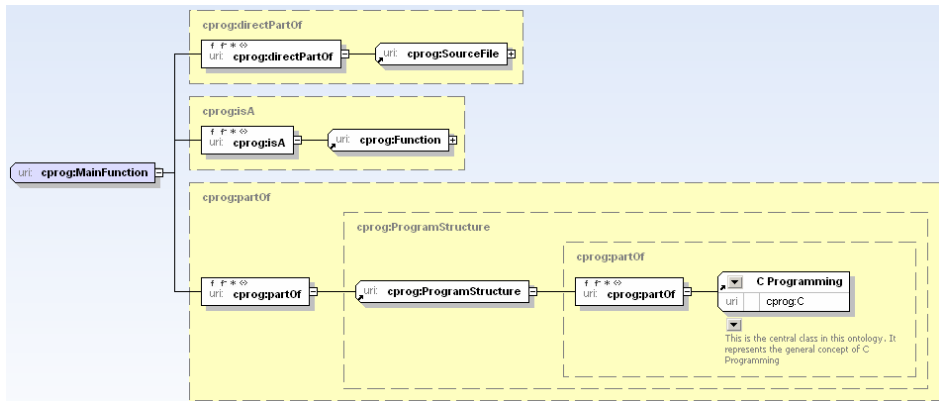 cprog:directPartOf
f f* * ⇔
uri: cprog:directPartOf
uri: cprog:SourceFile
cprog:isA
f f* * ⇔
uri: cprog:isA
uri: cprog:Function
uri: cprog:MainFunction
cprog:partOf
cprog:ProgramStructure
cprog:partOf
f f* * ⇔
uri: cprog:partOf
uri: cprog:ProgramStructure
f f* * ⇔
uri: cprog:partOf
C Programming
uri cprog:C
This is the central class in this ontology. It
represents the general concept of C
Programming